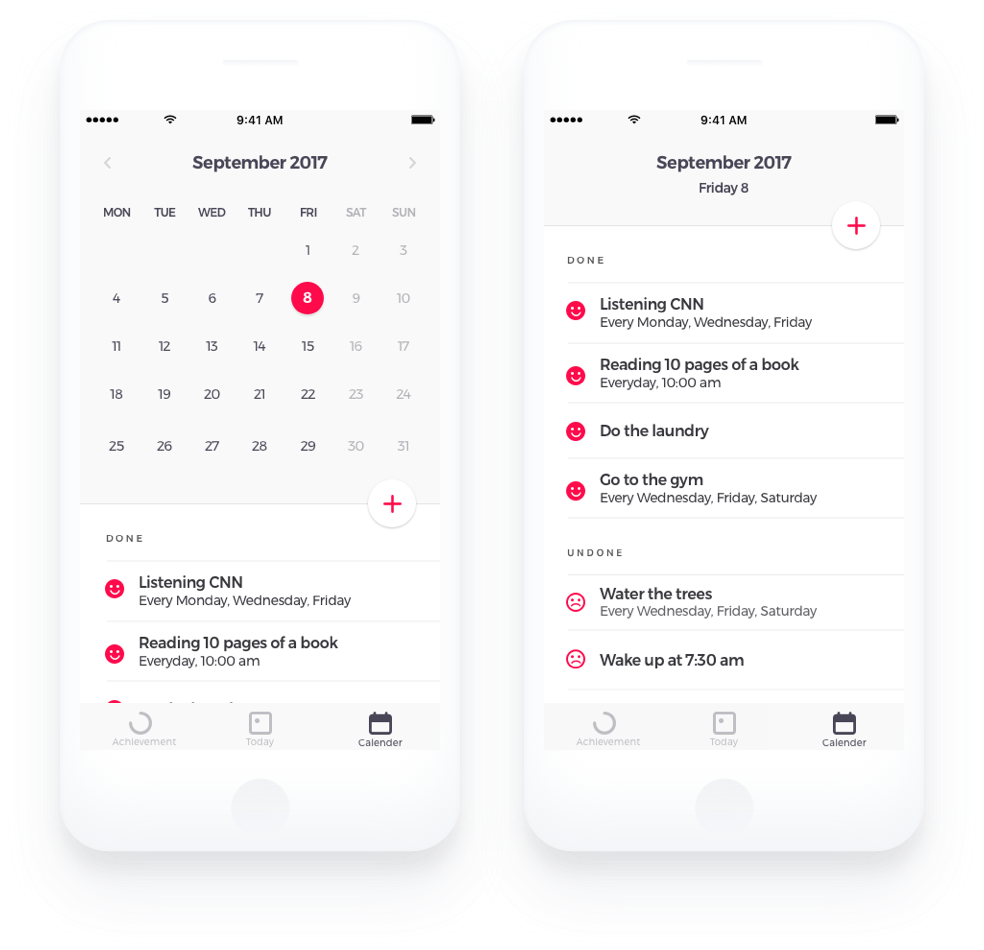 9:41 AM
September 2017
MON TUE WED THU FRI SAT SUN
1 2 3
4 5 6 7 8 9 10
11 12 13 14 15 16 17
18 19 20 21 22 23 24
25 26 27 28 29 30 31
DONE
Listening CNN
Every Monday, Wednesday, Friday
Reading 10 pages of a book
Everyday, 10:00 am
Achievement Today Calender
9:41 AM
September 2017
Friday 8
DONE
Listening CNN
Every Monday, Wednesday, Friday
Reading 10 pages of a book
Everyday, 10:00 am
Do the laundry
Go to the gym
Every Wednesday, Friday, Saturday
UNDONE
Water the trees
Every Wednesday, Friday, Saturday
Wake up at 7:30 am
Achievement Today Calender